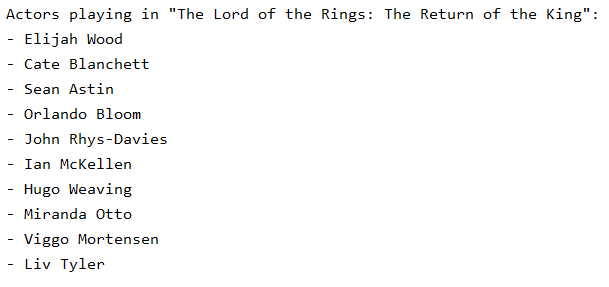 Actors playing in "The Lord of the Rings: The Return of the King":
- Elijah Wood
- Cate Blanchett
- Sean Astin
- Orlando Bloom
- John Rhys-Davies
- Ian McKellen
- Hugo Weaving
- Miranda Otto
- Viggo Mortensen
- Liv Tyler